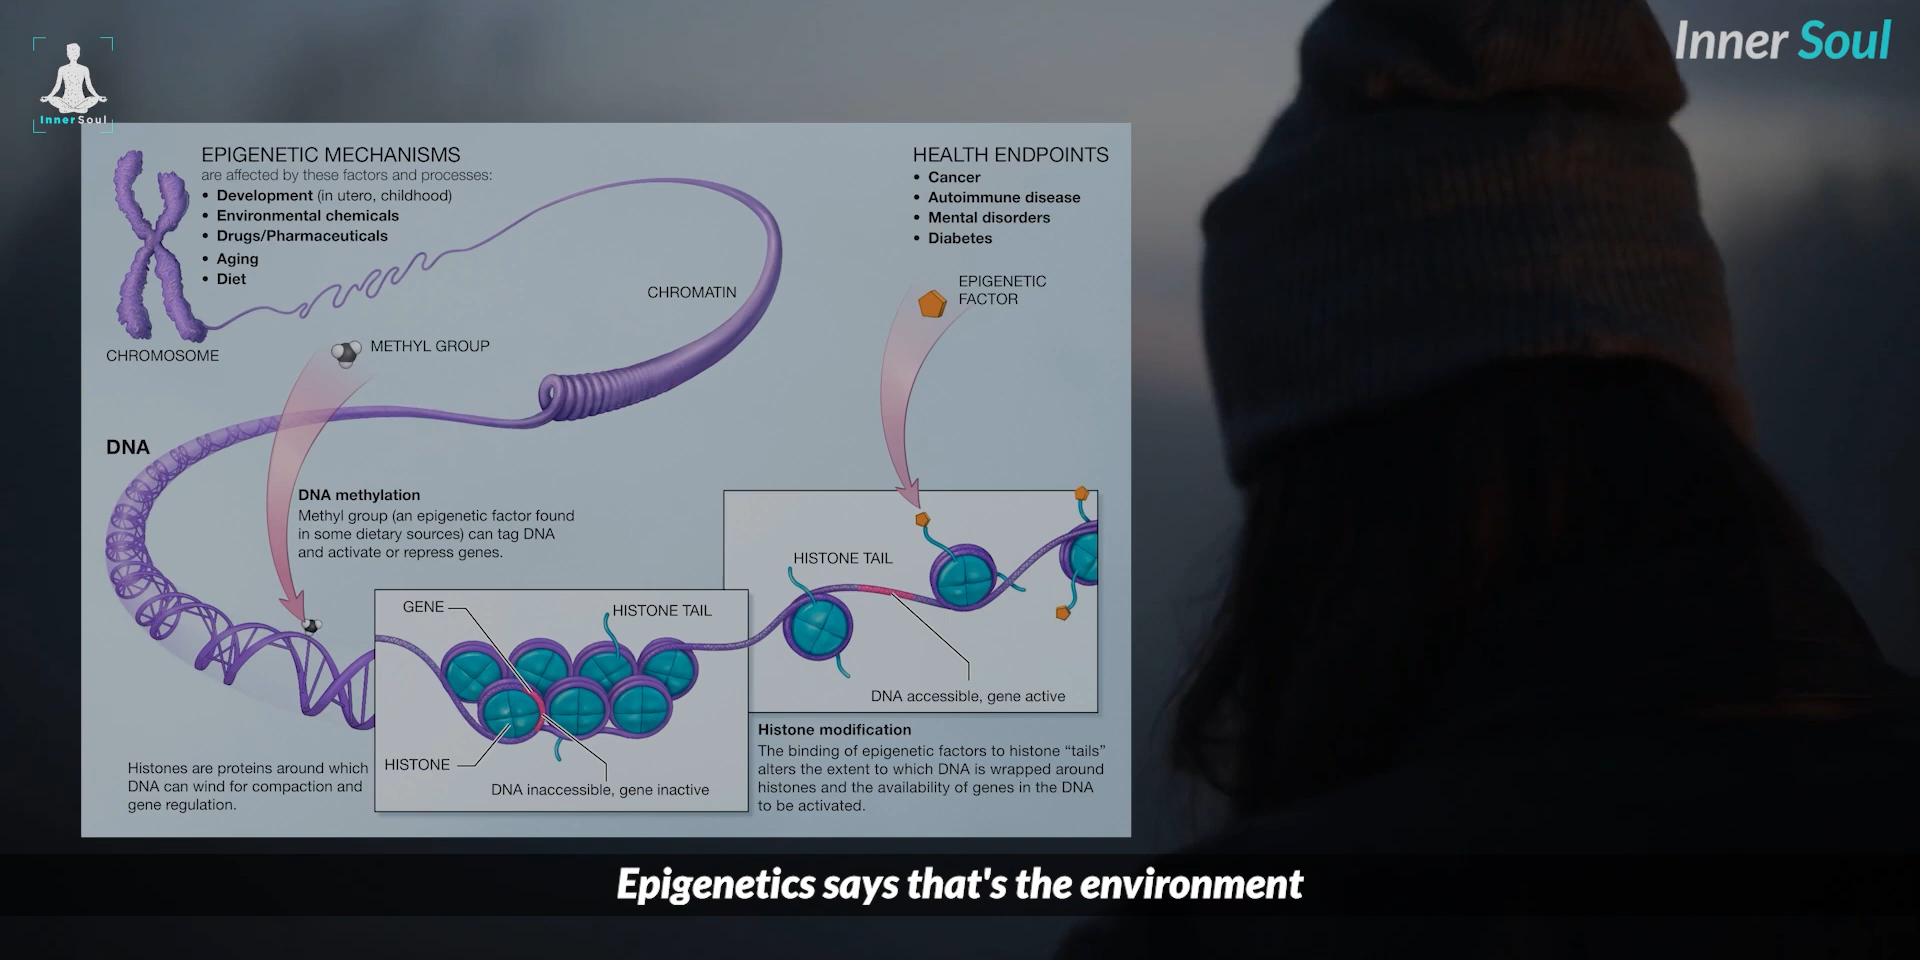 Inner Soul
InnerSoul
EPIGENETIC MECHANISMS
are affected by these factors and processes:
• Development (in utero, childhood)
• Environmental chemicals
• Drugs/Pharmaceuticals
• Aging
• Diet
HEALTH ENDPOINTS
• Cancer
• Autoimmune disease
• Mental disorders
• Diabetes
EPIGENETIC
FACTOR
CHROMATIN
METHYL GROUP
CHROMOSOME
DNA
DNA methylation
Methyl group (an epigenetic factor found
in some dietary sources) can tag DNA
and activate or repress genes.
HISTONE TAIL
GENE
HISTONE TAIL
DNA accessible, gene active
HISTONE
DNA inaccessible, gene inactive
Histones are proteins around which
DNA can wind for compaction and
gene regulation.
Histone modification
The binding of epigenetic factors to histone “tails”
alters the extent to which DNA is wrapped around
histones and the availability of genes in the DNA
to be activated.
Epigenetics says that's the environment